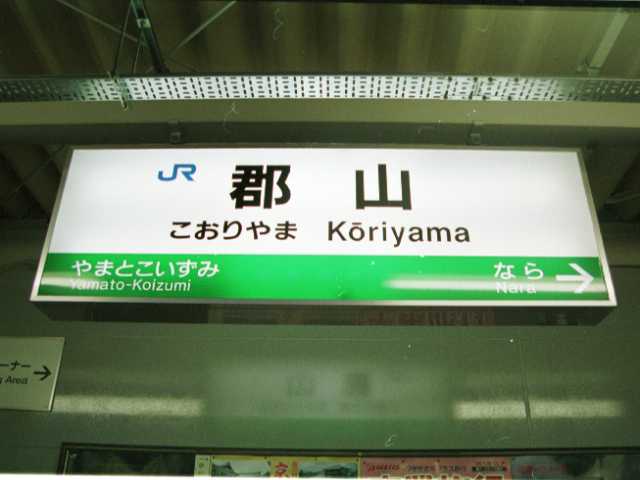 JR 郡山
こおりやま Kōriyama
やまとこいずみ なら
Yamato-Koizumi Nara
ーナー
Area